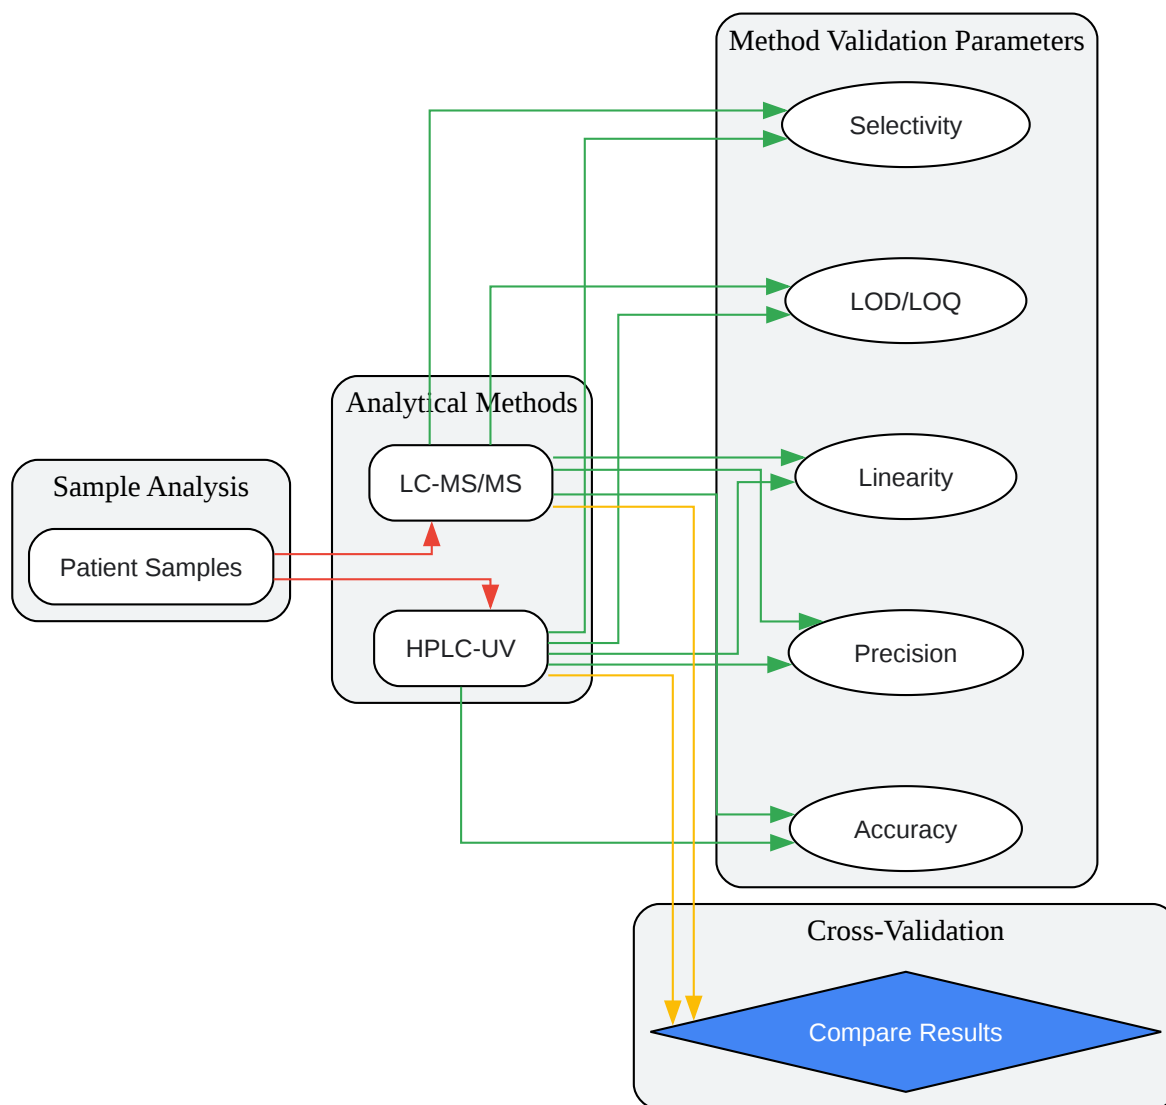 Method Validation Parameters
Selectivity
LOD/LOQ
Analytical Methods
LC-MS/MS
Linearity
Sample Analysis
Patient Samples
HPLC-UV
Precision
Accuracy
Cross-Validation
Compare Results